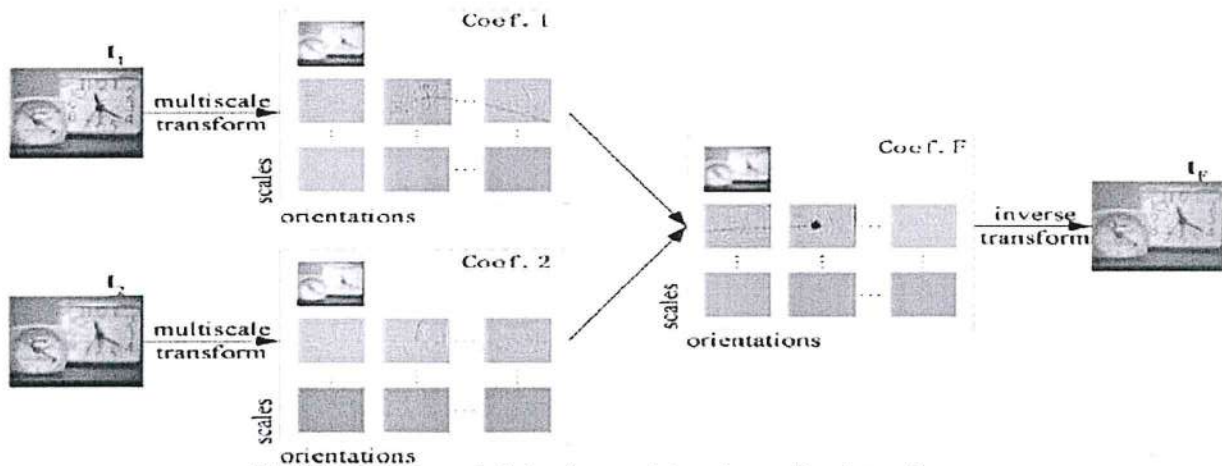 I₁
multiscale
transform
Coef. 1
scales
orientations
I₂
multiscale
transform
Coef. 2
scales
orientations
Coef. F
scales
orientations
inverse
transform
I_F